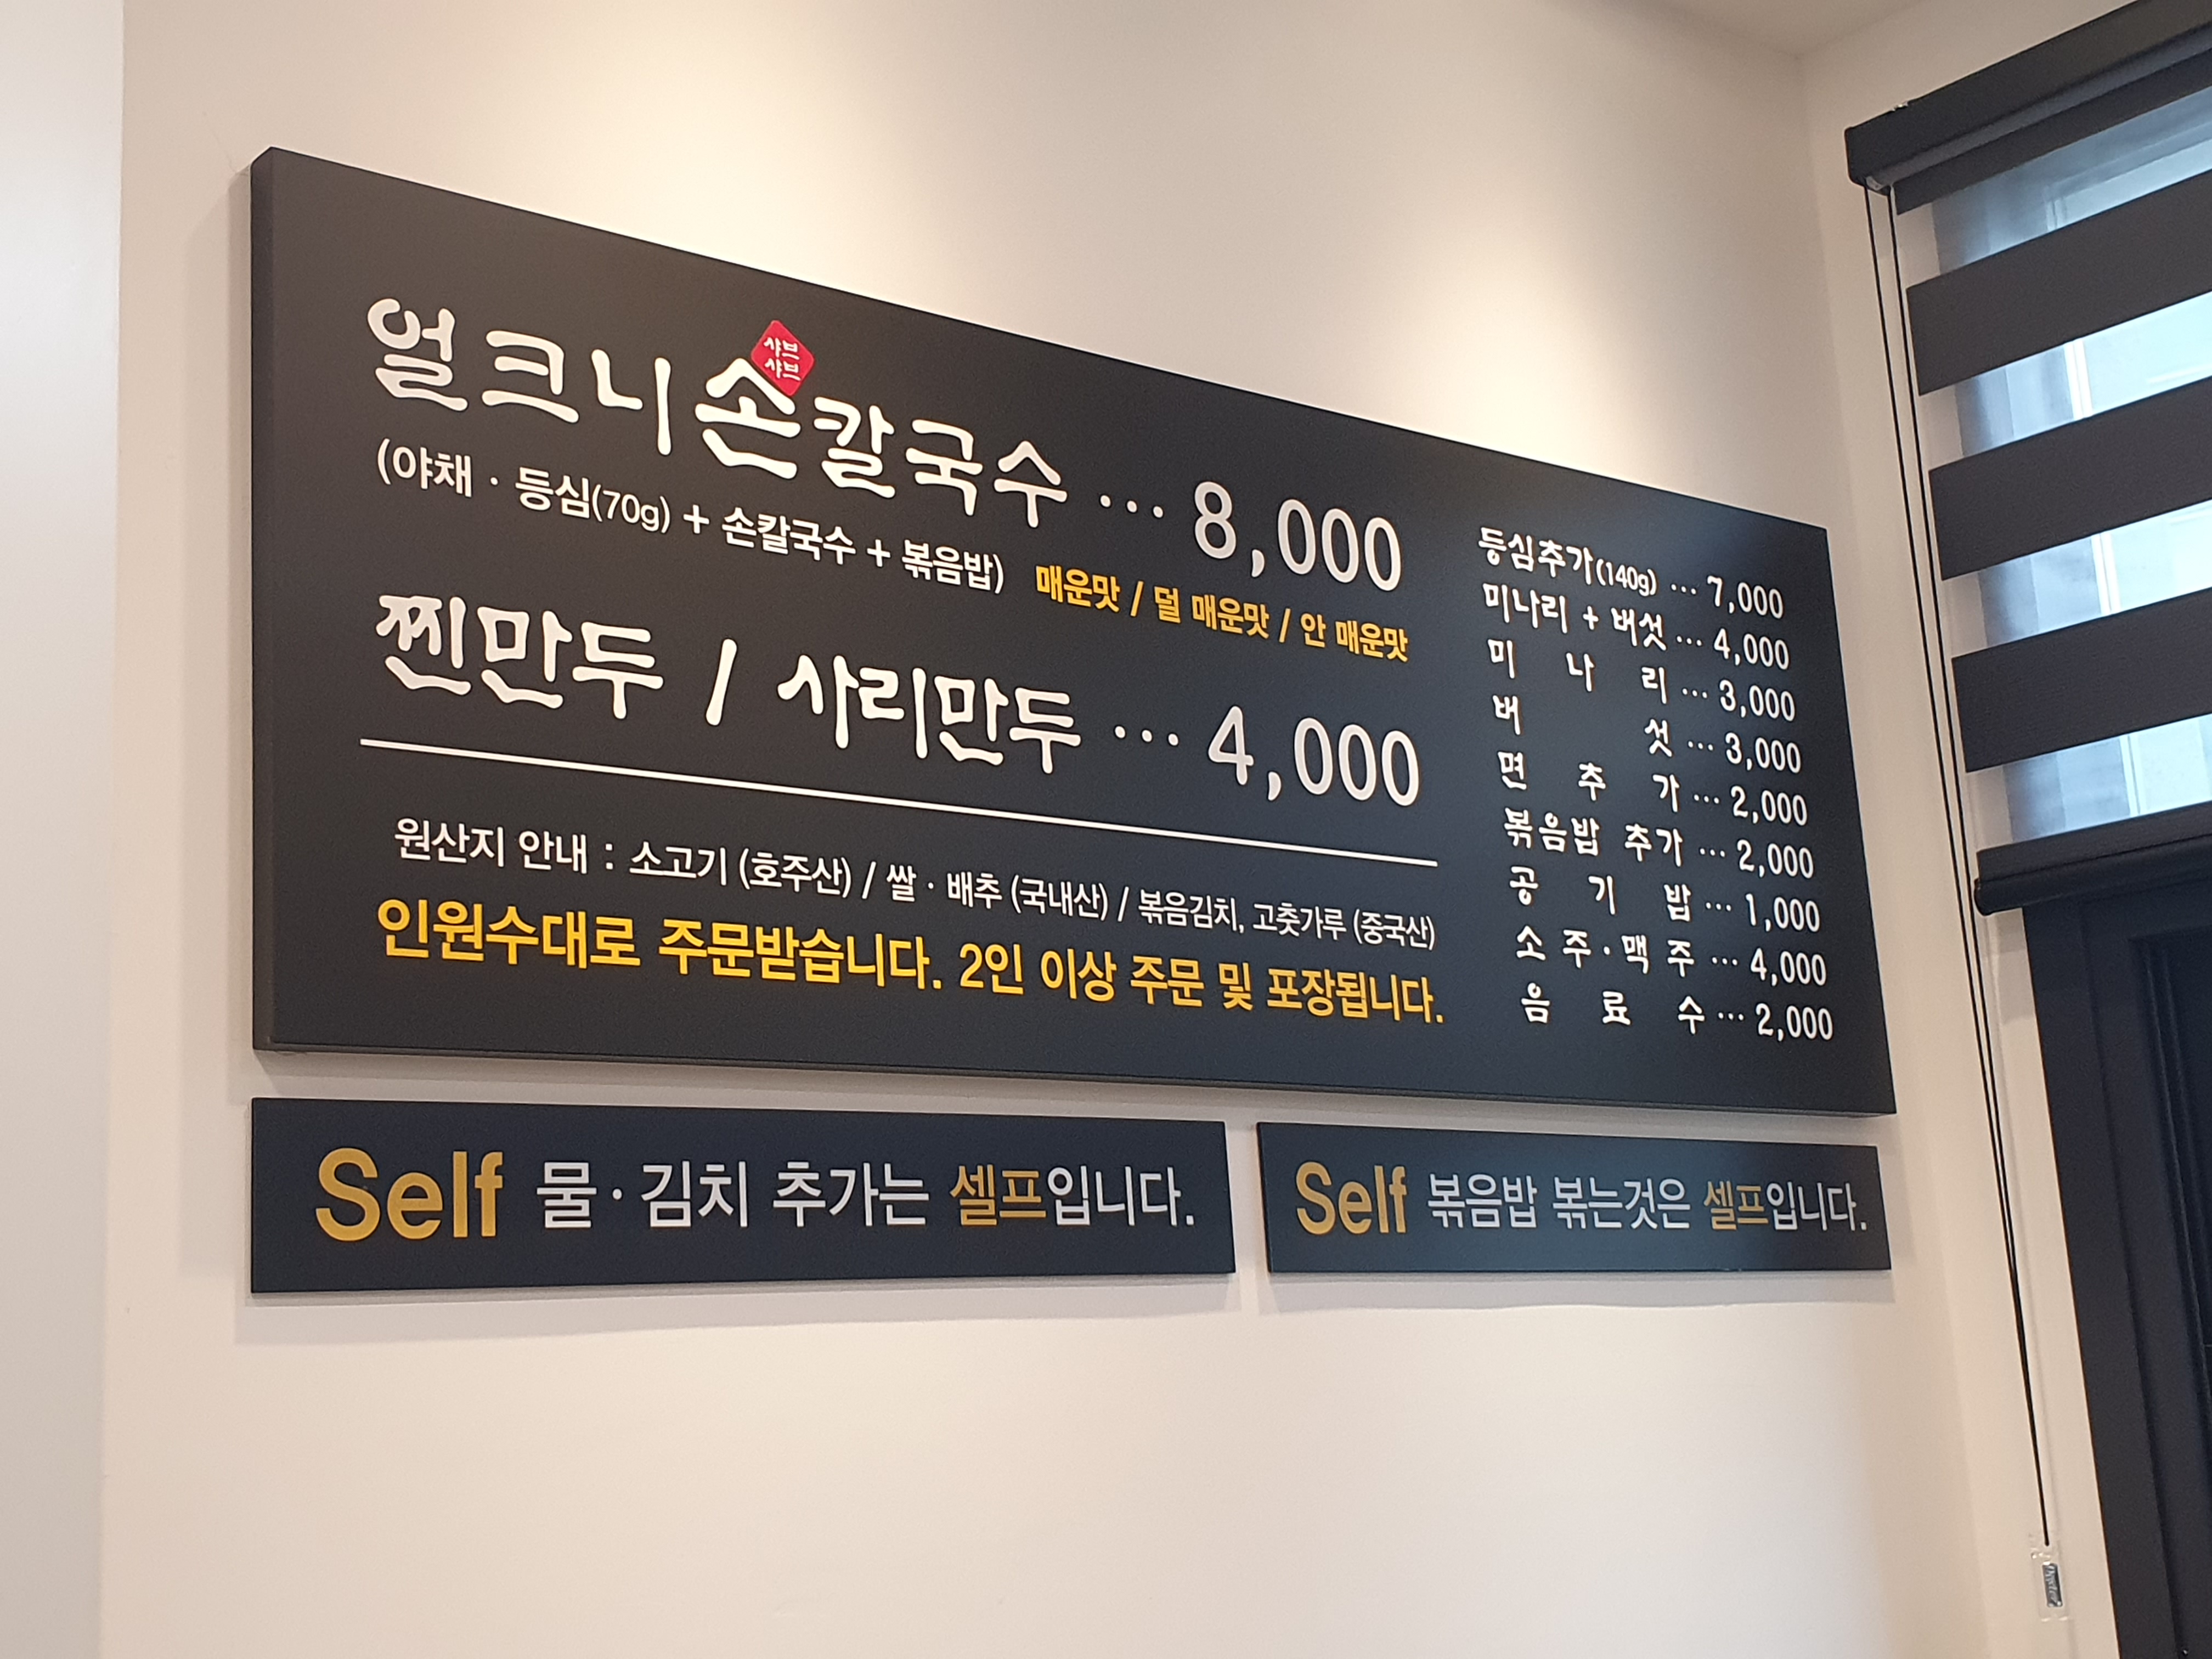 얼크니손칼국수 ··· 8,000
샤브
샤브
(야채 · 등심(70g) + 손칼국수 + 볶음밥)
매운맛 / 덜 매운맛 / 안 매운맛
찐만두 / 사리만두 ··· 4,000
원산지 안내 : 소고기 (호주산) / 쌀 · 배추 (국내산) / 볶음김치, 고춧가루 (중국산)
인원수대로 주문받습니다. 2인 이상 주문 및 포장됩니다.
등심추가(140g) ··· 7,000
미나리 + 버섯 ··· 4,000
미 나 리 ··· 3,000
버 섯 ··· 3,000
면 추 가 ··· 2,000
볶음밥 추가 ··· 2,000
공 기 밥 ··· 1,000
소 주 · 맥 주 ··· 4,000
음 료 수 ··· 2,000
Self 물 · 김치 추가는 셀프입니다.
Self 볶음밥 볶는것은 셀프입니다.